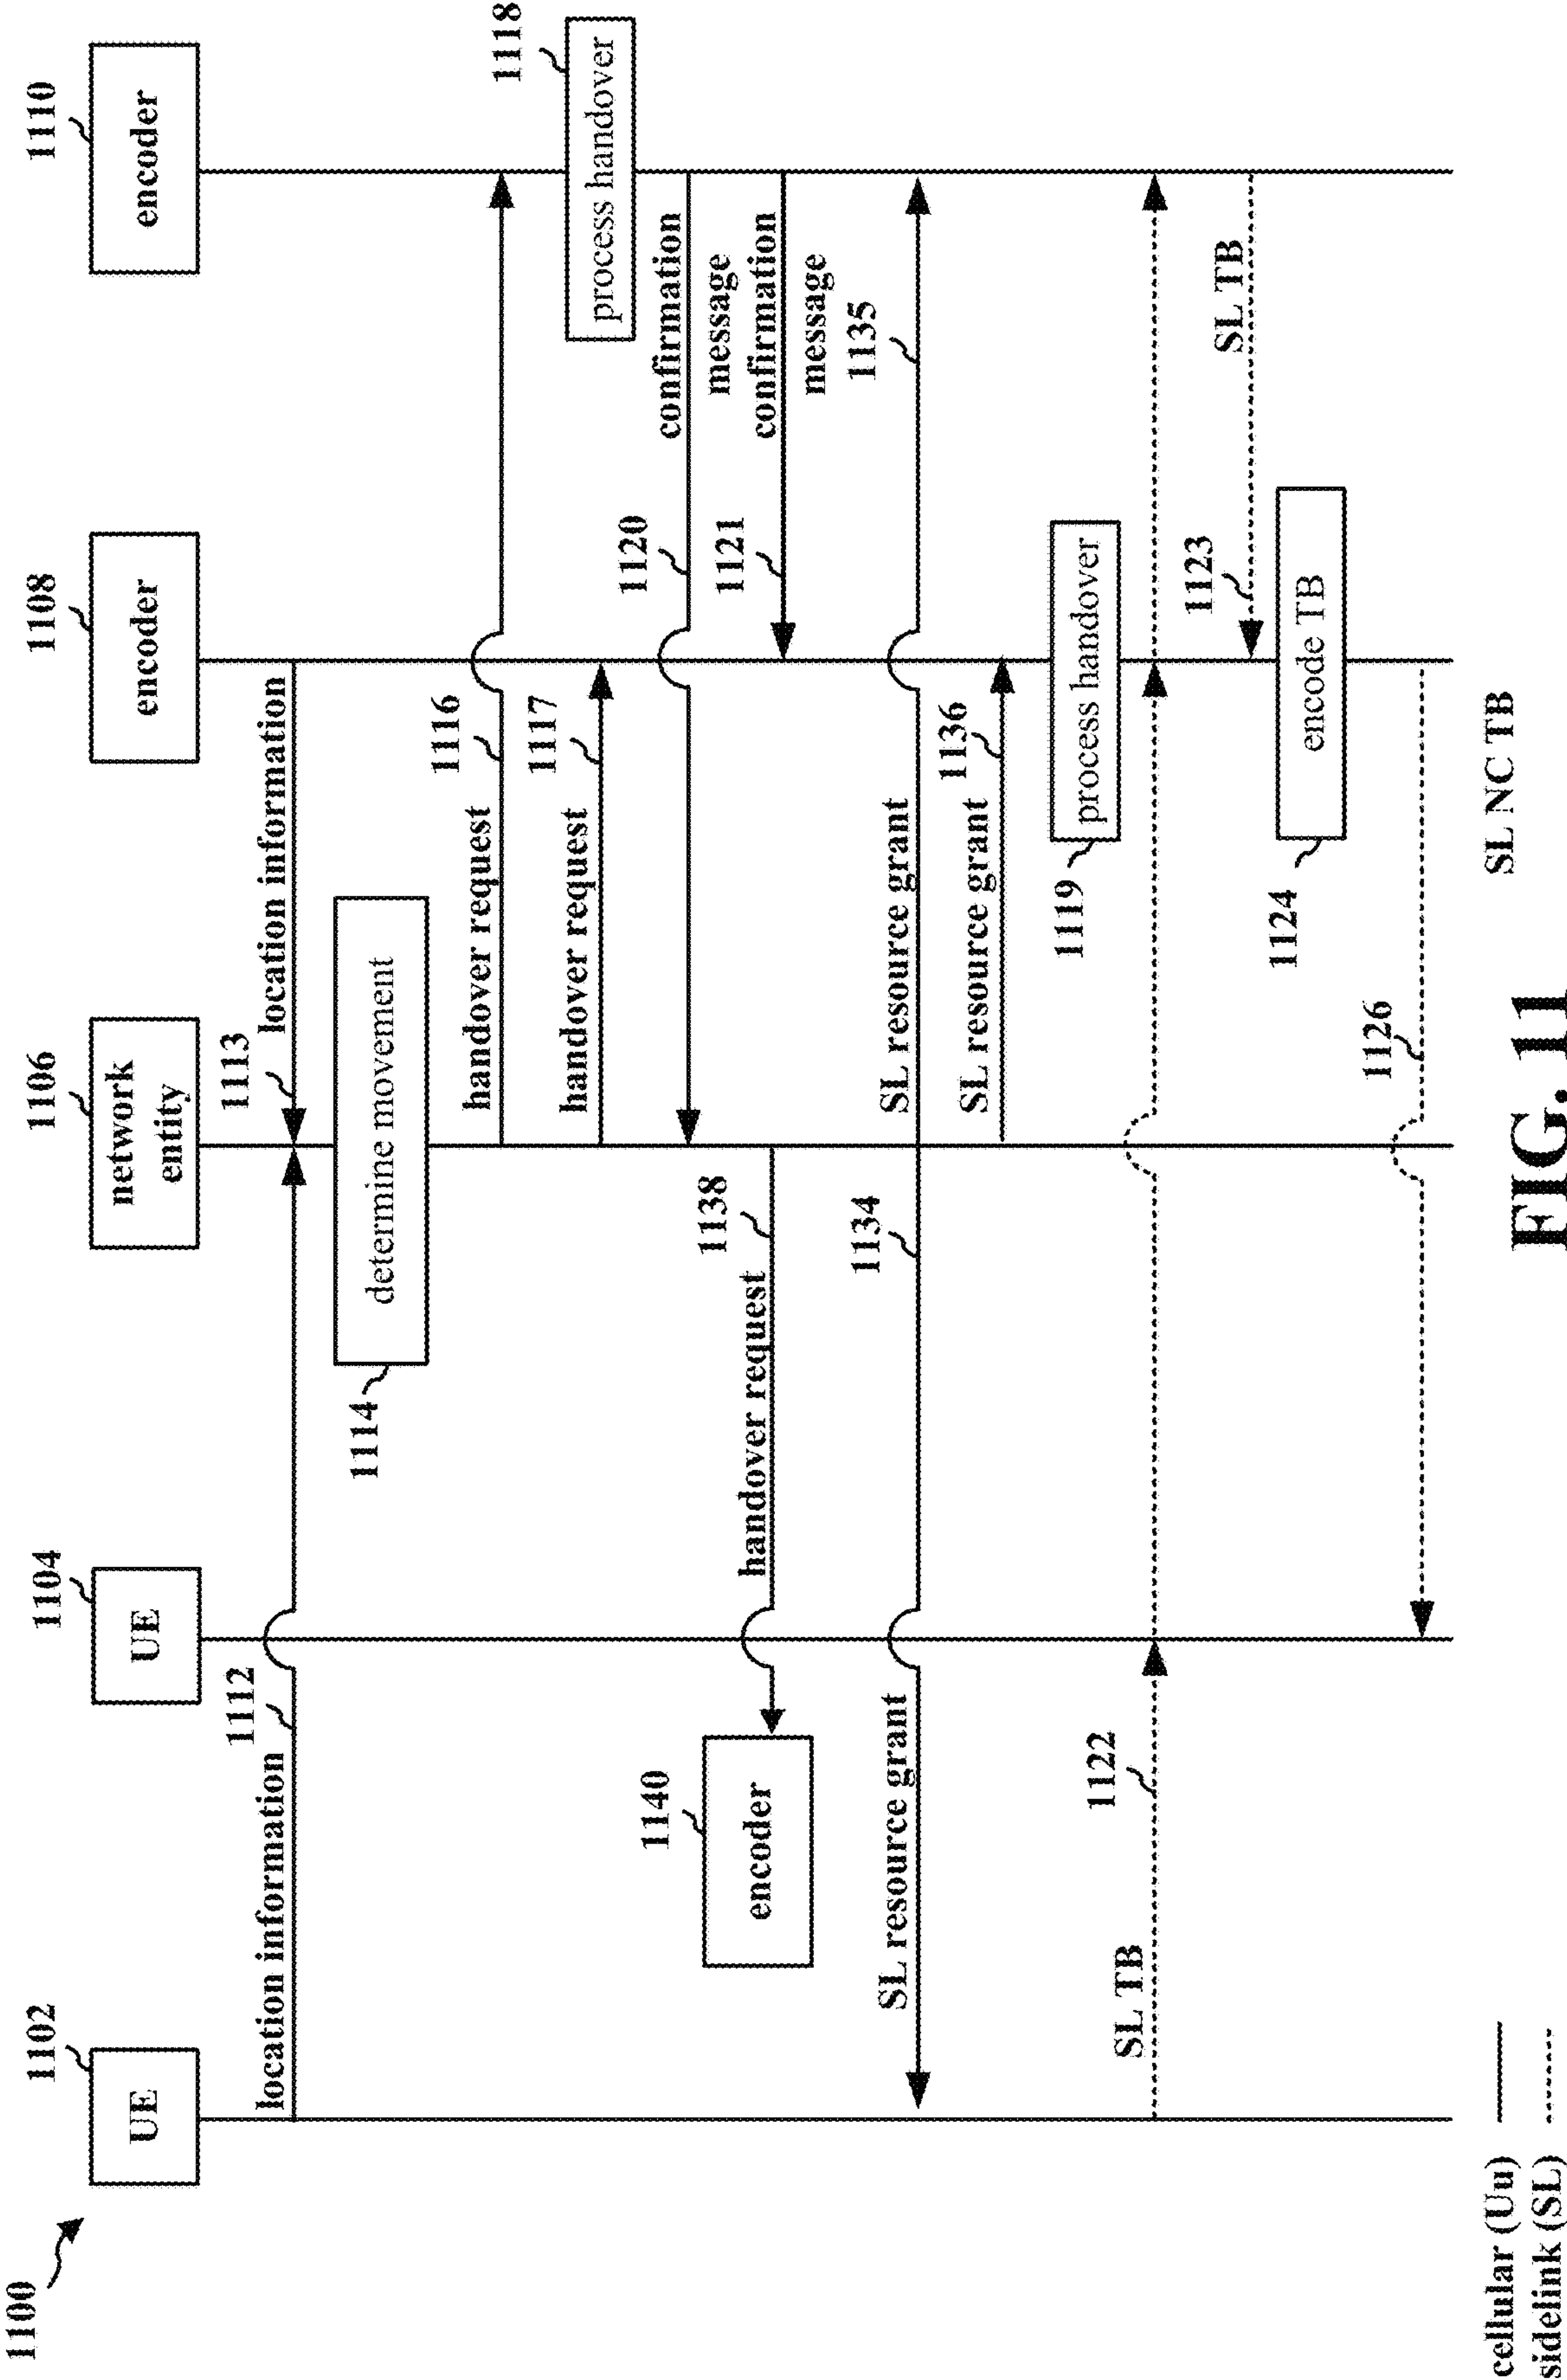 1100
1102
UE
1104
UE
1106
network
entity
1108
encoder
1110
encoder
location information
1112
1113
location information
1114
determine movement
handover request
1116
handover request
1117
1118
process handover
1120
confirmation
message
1121
confirmation
message
1138
handover request
1140
encoder
SL resource grant
1134
SL resource grant
1135
SL resource grant
1136
1119
process handover
SL TB
1122
1123
SL TB
1124
encode TB
1126
SL NC TB
cellular (Uu)
sidelink (SL)
FIG. 11